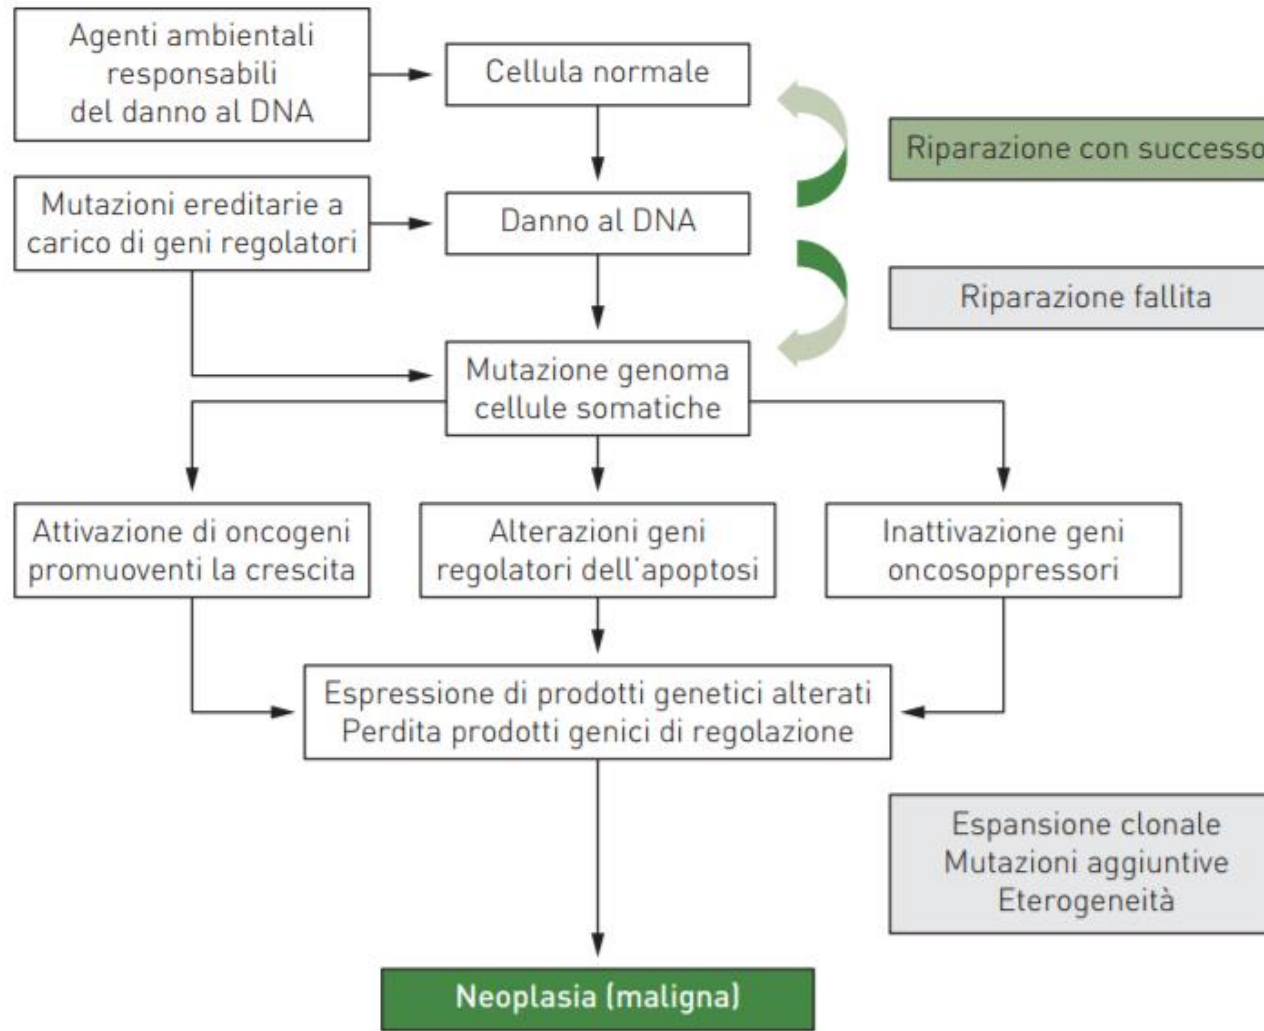 Agenti ambientali
responsabili
del danno al DNA
Cellula normale
Riparazione con successo
Mutazioni ereditarie a
carico di geni regolatori
Danno al DNA
Riparazione fallita
Mutazione genoma
cellule somatiche
Attivazione di oncogeni
promuoventi la crescita
Alterazioni geni
regolatori dell'apoptosi
Inattivazione geni
oncosoppressori
Espressione di prodotti genetici alterati
Perdita prodotti genici di regolazione
Espansione clonale
Mutazioni aggiuntive
Eterogeneità
Neoplasia (maligna)